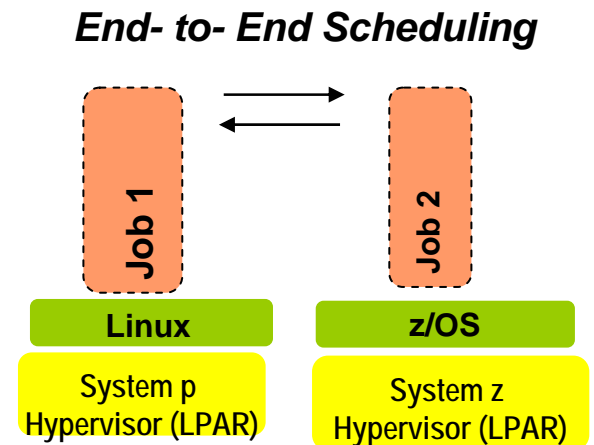 End- to- End Scheduling
Job 1
Job 2
Linux
z/OS
System p
Hypervisor (LPAR)
System z
Hypervisor (LPAR)